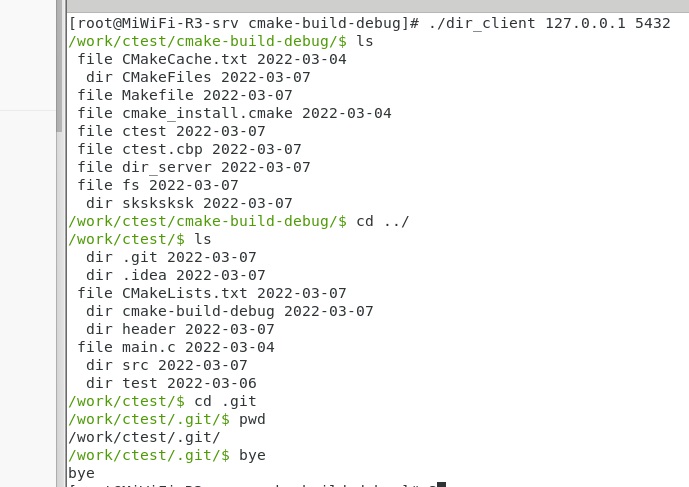 [root@MiWiFi-R3-srv cmake-build-debug]# ./dir_client 127.0.0.1 5432
/work/ctest/cmake-build-debug/$ ls
 file CMakeCache.txt 2022-03-04
  dir CMakeFiles 2022-03-07
 file Makefile 2022-03-07
 file cmake_install.cmake 2022-03-04
 file ctest 2022-03-07
 file ctest.cbp 2022-03-07
 file dir_server 2022-03-07
 file fs 2022-03-07
  dir sksksksk 2022-03-07
/work/ctest/cmake-build-debug/$ cd ../
/work/ctest/$ ls
  dir .git 2022-03-07
  dir .idea 2022-03-07
 file CMakeLists.txt 2022-03-07
  dir cmake-build-debug 2022-03-07
  dir header 2022-03-07
 file main.c 2022-03-04
  dir src 2022-03-07
  dir test 2022-03-06
/work/ctest/$ cd .git
/work/ctest/.git/$ pwd
/work/ctest/.git/
/work/ctest/.git/$ bye
bye